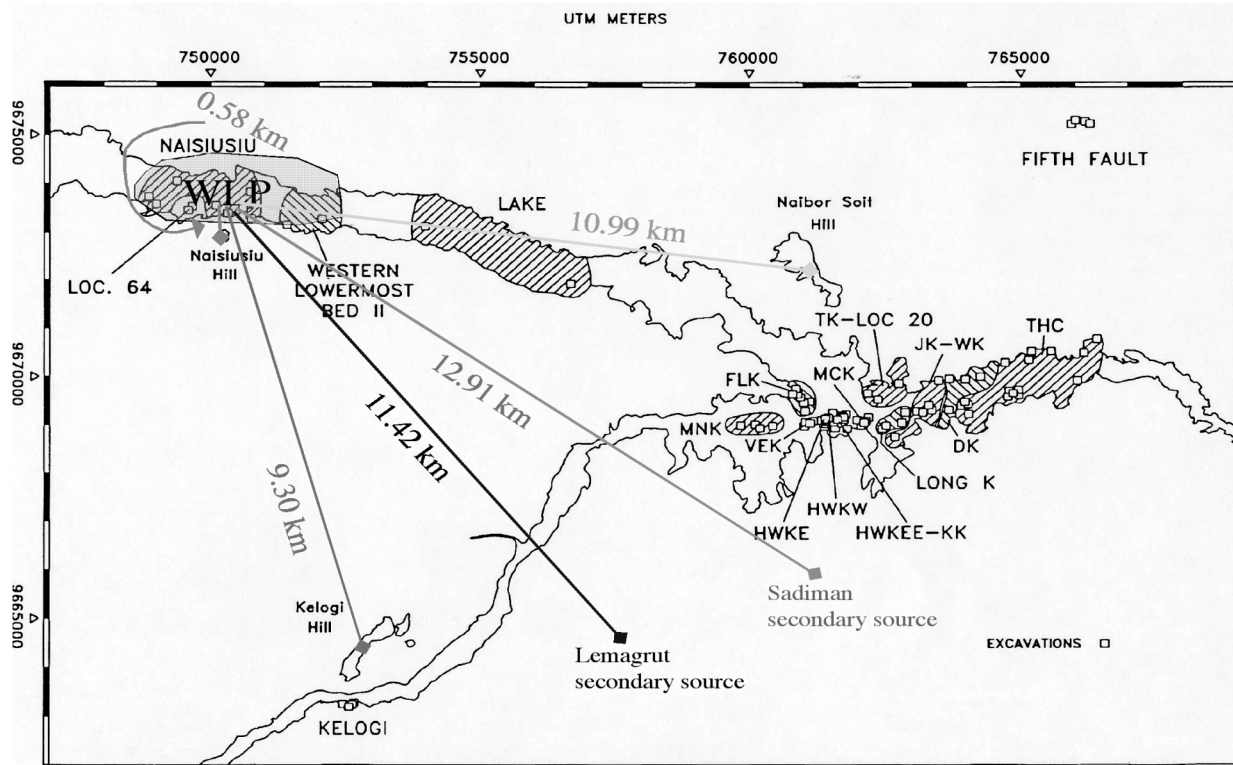 UTM METERS
750000
755000
760000
765000
9675000
0.58 km
NAISIUSIU
FIFTH FAULT
WLP
LAKE
Naibor Soit
Hill
10.99 km
Naisiusiu
Hill
LOC. 64
WESTERN
LOWERMOST
BED II
TK-LOC 20
THC
JK-WK
MCK
FLK
9670000
12.91 km
11.42 km
MNK
VEK
DK
LONG K
9.30 km
HWKW
HWKE
HWKEE-KK
Sadiman
secondary source
Kelogi
Hill
9665000
EXCAVATIONS
Lemagrut
secondary source
KELOGI